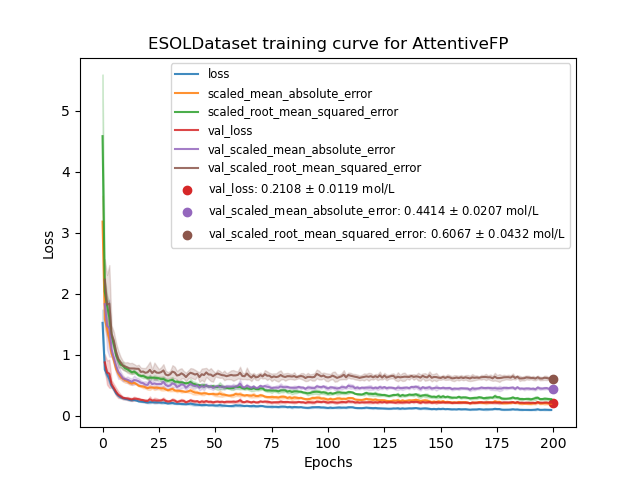 ESOLDataset training curve for AttentiveFP
loss
scaled_mean_absolute_error
scaled_root_mean_squared_error
val_loss
val_scaled_mean_absolute_error
val_scaled_root_mean_squared_error
val_loss: 0.2108 ± 0.0119 mol/L
val_scaled_mean_absolute_error: 0.4414 ± 0.0207 mol/L
val_scaled_root_mean_squared_error: 0.6067 ± 0.0432 mol/L
Loss
5
4
3
2
1
0
0 25 50 75 100 125 150 175 200
Epochs